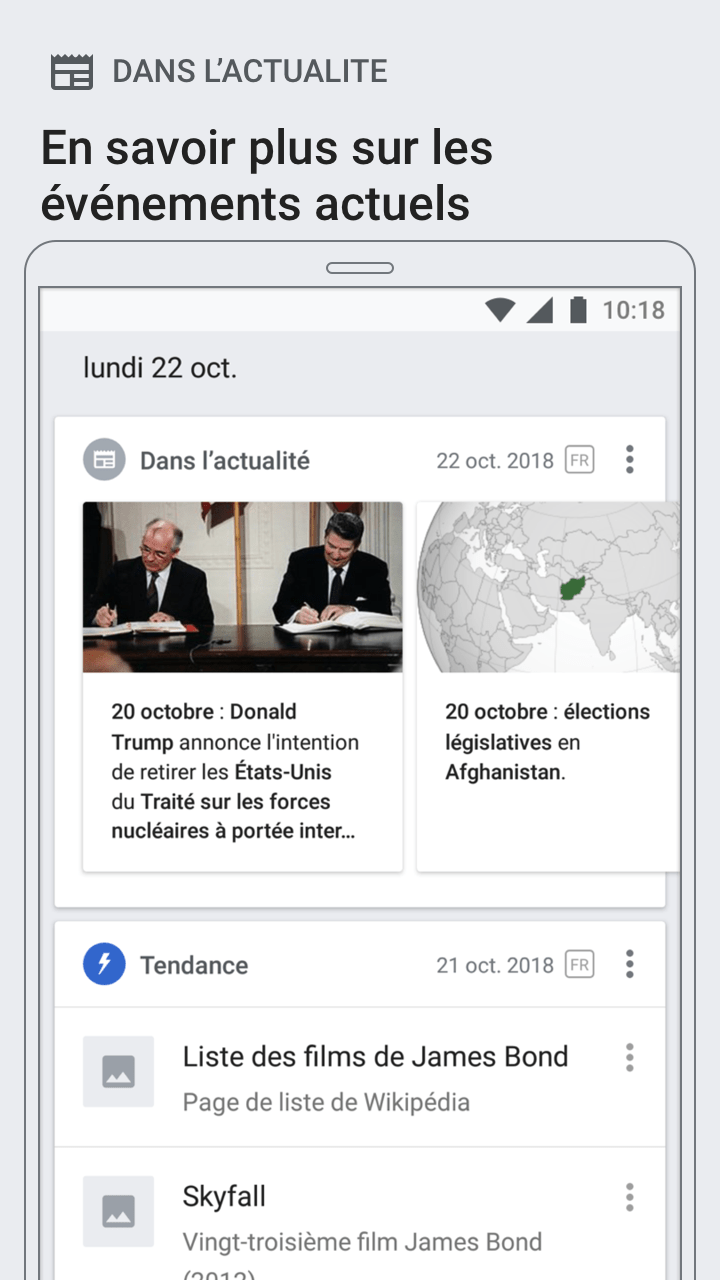 DANS L’ACTUALITE
En savoir plus sur les
événements actuels
10:18
lundi 22 oct.
Dans l’actualité
22 oct. 2018 FR
20 octobre : Donald
Trump annonce l'intention
de retirer les États-Unis
du Traité sur les forces
nucléaires à portée inter...
20 octobre : élections
législatives en
Afghanistan.
Tendance
21 oct. 2018 FR
Liste des films de James Bond
Page de liste de Wikipédia
Skyfall
Vingt-troisième film James Bond
(2012)